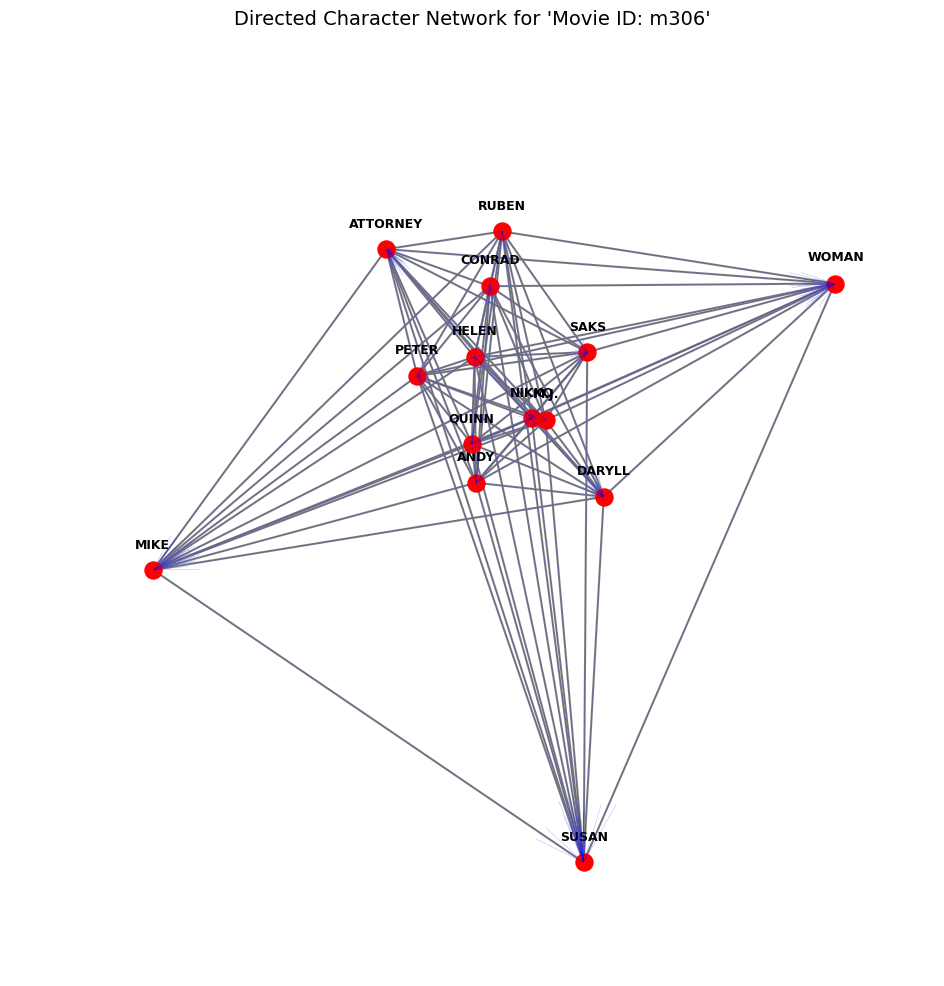 Directed Character Network for 'Movie ID: m306'
RUBEN
ATTORNEY
WOMAN
CONRAD
SAKS
HELEN
PETER
NIKKO
M.J.
QUINN
ANDY
DARYLL
MIKE
SUSAN